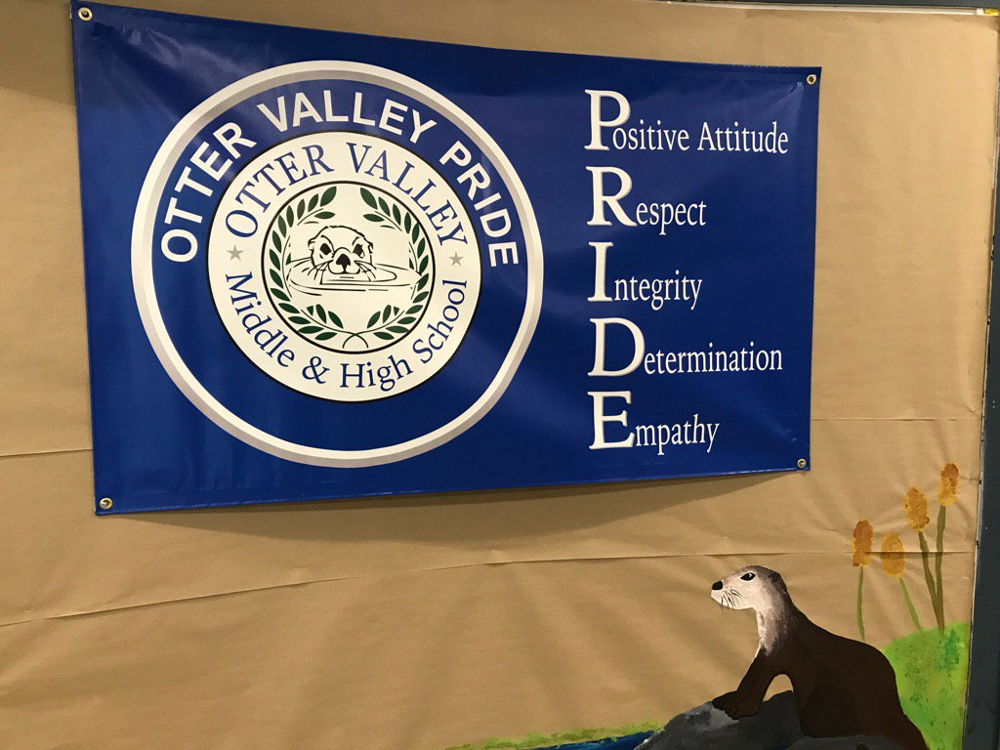 OTTER VALLEY PRIDE
OTTER VALLEY
Middle & High School
Positive Attitude
Respect
Integrity
Determination
Empathy